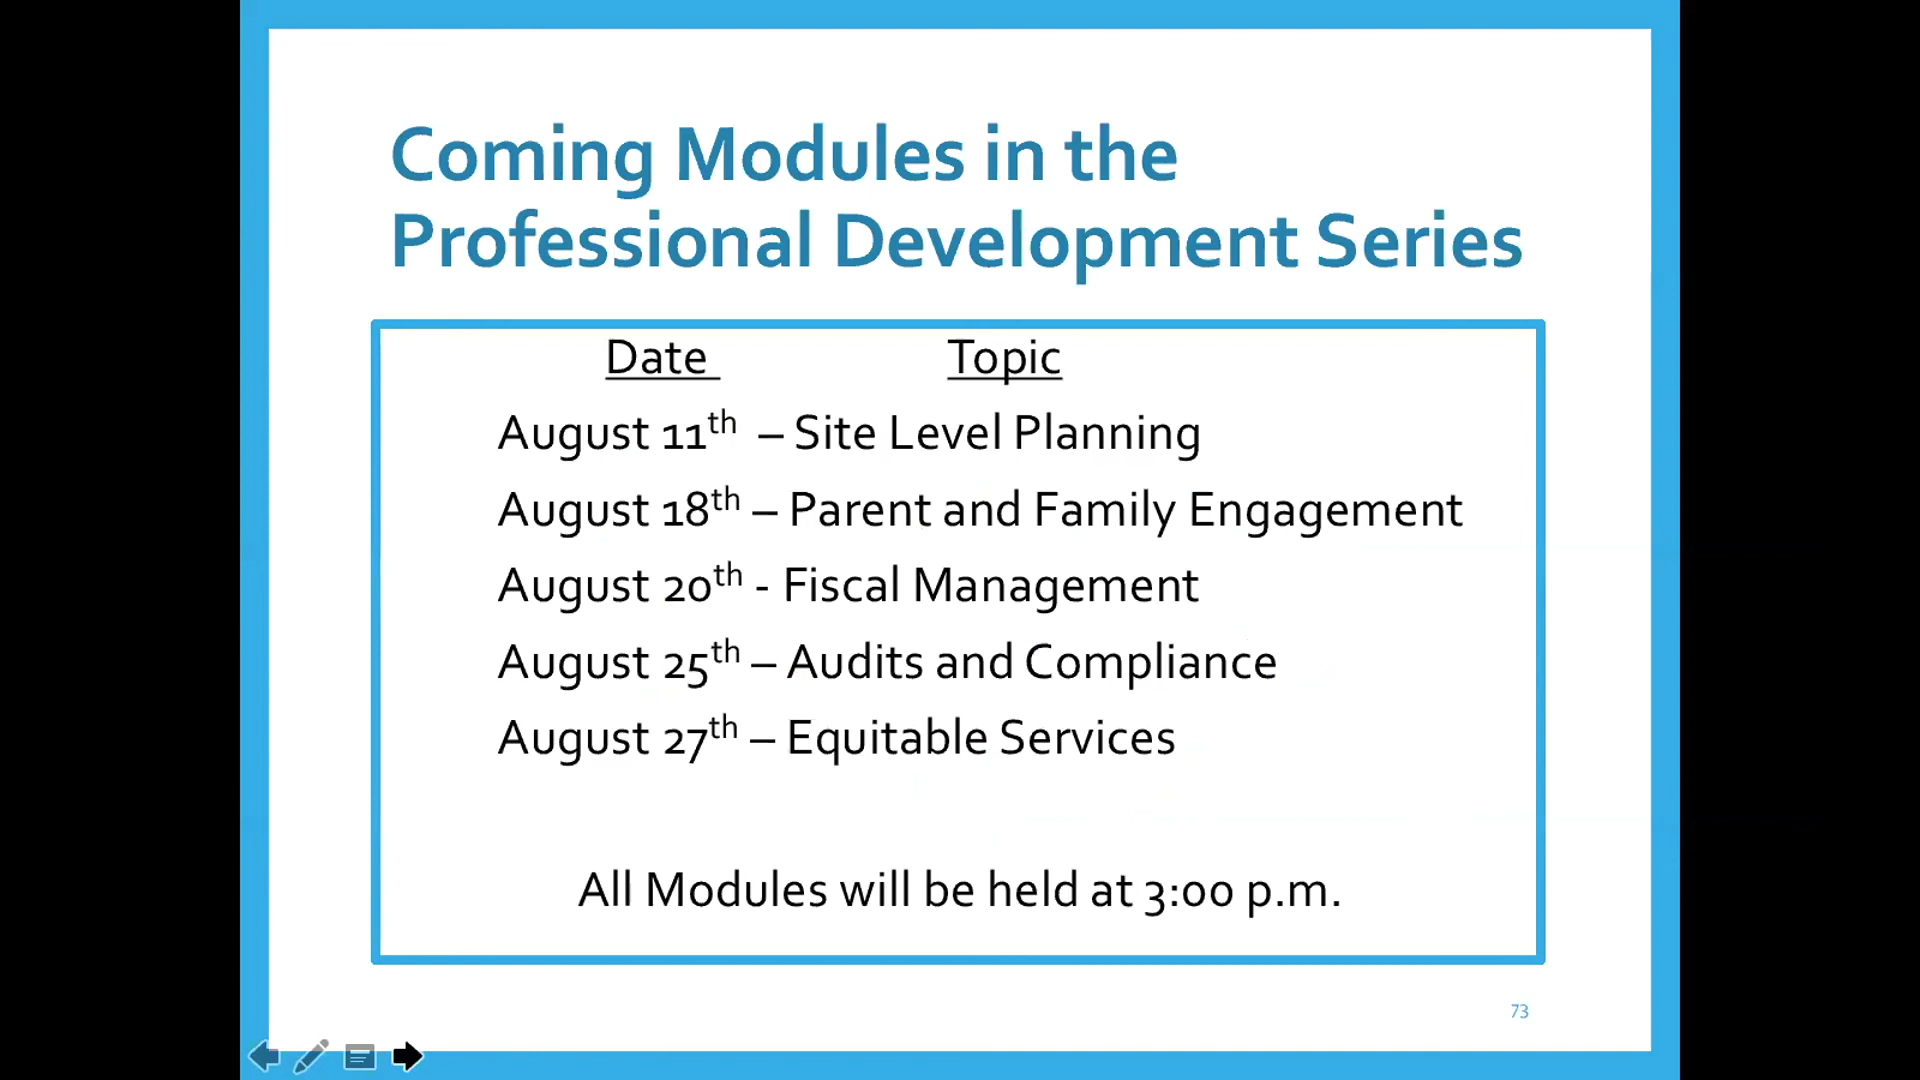 Coming Modules in the
Professional Development Series
Date Topic
August 11th – Site Level Planning
August 18th – Parent and Family Engagement
August 20th - Fiscal Management
August 25th – Audits and Compliance
August 27th – Equitable Services
All Modules will be held at 3:00 p.m.
73